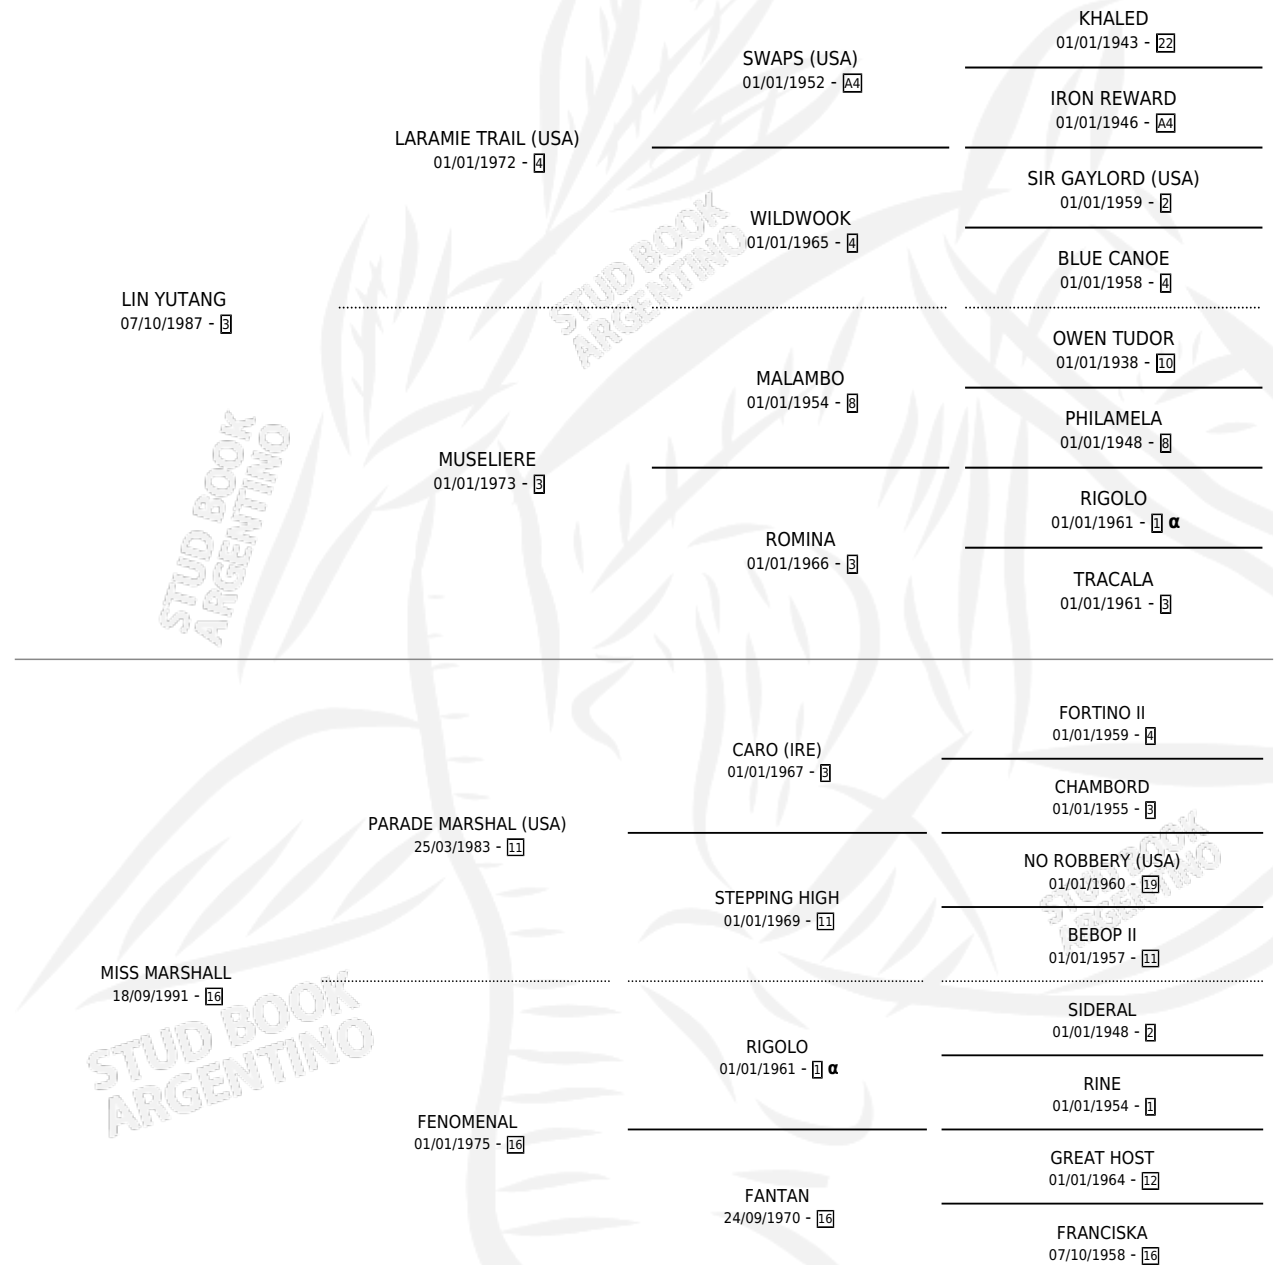 KHALED
01/01/1943 - 22
SWAPS (USA)
01/01/1952 - A4
IRON REWARD
01/01/1946 - A4
LARAMIE TRAIL (USA)
01/01/1972 - 4
SIR GAYLORD (USA)
01/01/1959 - 2
WILDWOOK
01/01/1965 - 4
BLUE CANOE
01/01/1958 - 4
STUD BOOK
ARGENTINO
LIN YUTANG
07/10/1987 - 3
OWEN TUDOR
01/01/1938 - 10
MALAMBO
01/01/1954 - 8
PHILAMELA
01/01/1948 - 8
MUSELIERE
01/01/1973 - 3
RIGOLO
01/01/1961 - 1 α
ROMINA
01/01/1966 - 3
TRACALA
01/01/1961 - 3
STUD BOOK
ARGENTINO
FORTINO II
01/01/1959 - 4
CARO (IRE)
01/01/1967 - 3
CHAMBORD
01/01/1955 - 3
PARADE MARSHAL (USA)
25/03/1983 - 11
NO ROBBERY (USA)
01/01/1960 - 19
STEPPING HIGH
01/01/1969 - 11
BEBOP II
01/01/1957 - 11
STUD BOOK
ARGENTINO
MISS MARSHALL
18/09/1991 - 16
SIDERAL
01/01/1948 - 2
RIGOLO
01/01/1961 - 1 α
RINE
01/01/1954 - 1
STUD BOOK
ARGENTINO
FENOMENAL
01/01/1975 - 16
GREAT HOST
01/01/1964 - 12
FANTAN
24/09/1970 - 16
FRANCISKA
07/10/1958 - 16